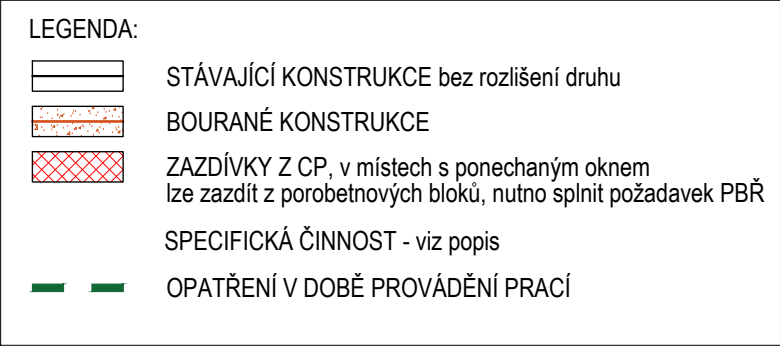 LEGENDA:
STÁVAJÍCÍ KONSTRUKCE bez rozlišení druhu
BOURANÉ KONSTRUKCE
ZAZDÍVKY Z CP, v místech s ponechaným oknem
lze zazdít z porobetnových bloků, nutno splnit požadavek PBŘ
SPECIFICKÁ ČINNOST - viz popis
OPATŘENÍ V DOBĚ PROVÁDĚNÍ PRACÍ